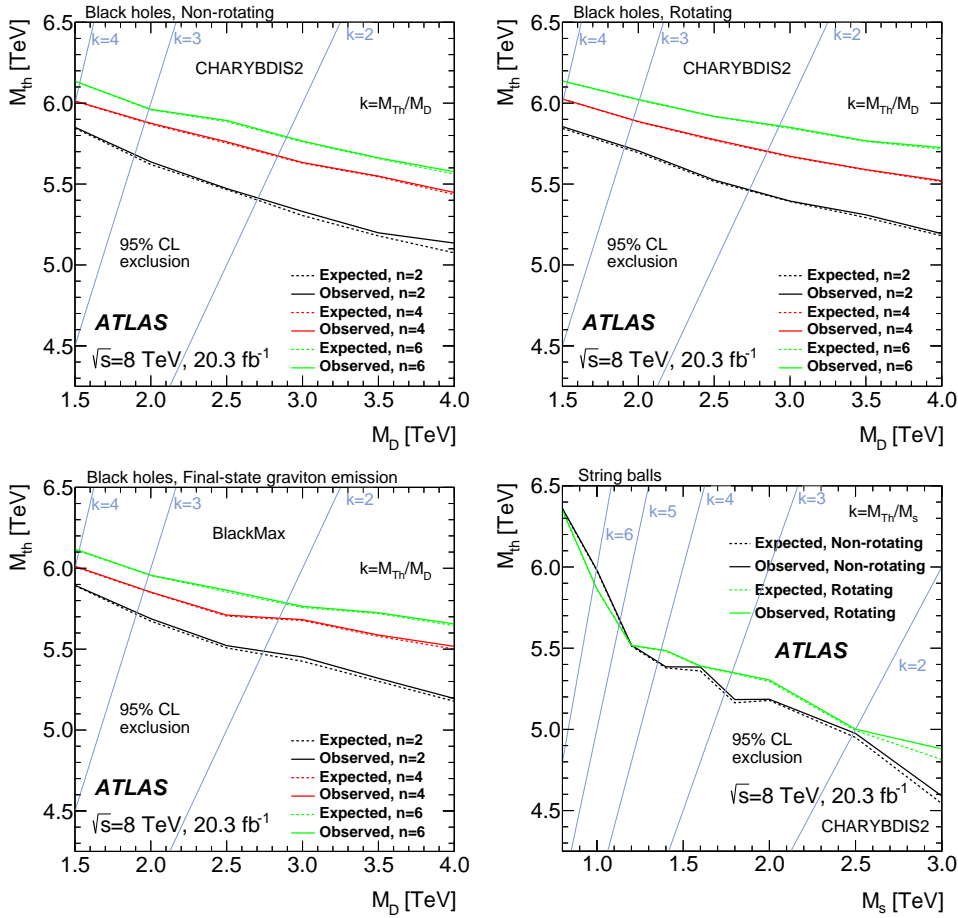 Black holes, Non-rotating
M_th [TeV]
6.5
6.0
5.5
5.0
4.5
k=4
k=3
k=2
CHARYBDIS2
k=M_Th/M_D
95% CL
exclusion
ATLAS
√s=8 TeV, 20.3 fb⁻¹
Expected, n=2
Observed, n=2
Expected, n=4
Observed, n=4
Expected, n=6
Observed, n=6
1.5 2.0 2.5 3.0 3.5 4.0
M_D [TeV]
Black holes, Rotating
M_th [TeV]
6.5
6.0
5.5
5.0
4.5
k=4
k=3
k=2
CHARYBDIS2
k=M_Th/M_D
95% CL
exclusion
ATLAS
√s=8 TeV, 20.3 fb⁻¹
Expected, n=2
Observed, n=2
Expected, n=4
Observed, n=4
Expected, n=6
Observed, n=6
1.5 2.0 2.5 3.0 3.5 4.0
M_D [TeV]
Black holes, Final-state graviton emission
M_th [TeV]
6.5
6.0
5.5
5.0
4.5
k=4
k=3
k=2
BlackMax
k=M_Th/M_D
95% CL
exclusion
ATLAS
√s=8 TeV, 20.3 fb⁻¹
Expected, n=2
Observed, n=2
Expected, n=4
Observed, n=4
Expected, n=6
Observed, n=6
1.5 2.0 2.5 3.0 3.5 4.0
M_D [TeV]
String balls
M_th [TeV]
6.5
6.0
5.5
5.0
4.5
k=6
k=5
k=4
k=3
k=2
k=M_Th/M_s
Expected, Non-rotating
Observed, Non-rotating
Expected, Rotating
Observed, Rotating
ATLAS
95% CL
exclusion
√s=8 TeV, 20.3 fb⁻¹
CHARYBDIS2
1.0 1.5 2.0 2.5 3.0
M_s [TeV]